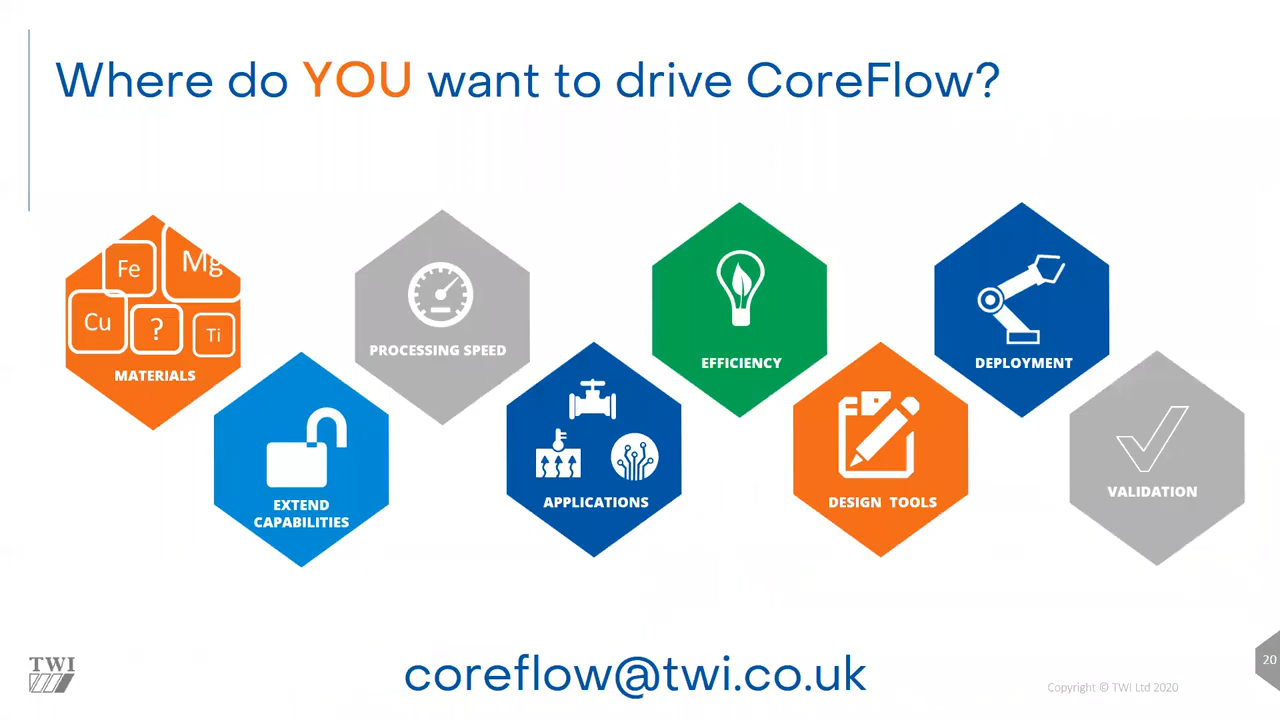 Where do YOU want to drive CoreFlow?
Fe
Mg
Cu
?
Ti
MATERIALS
EXTEND
CAPABILITIES
PROCESSING SPEED
APPLICATIONS
EFFICIENCY
DESIGN TOOLS
DEPLOYMENT
VALIDATION
TWI
coreflow@twi.co.uk
Copyright © TWI Ltd 2020
20